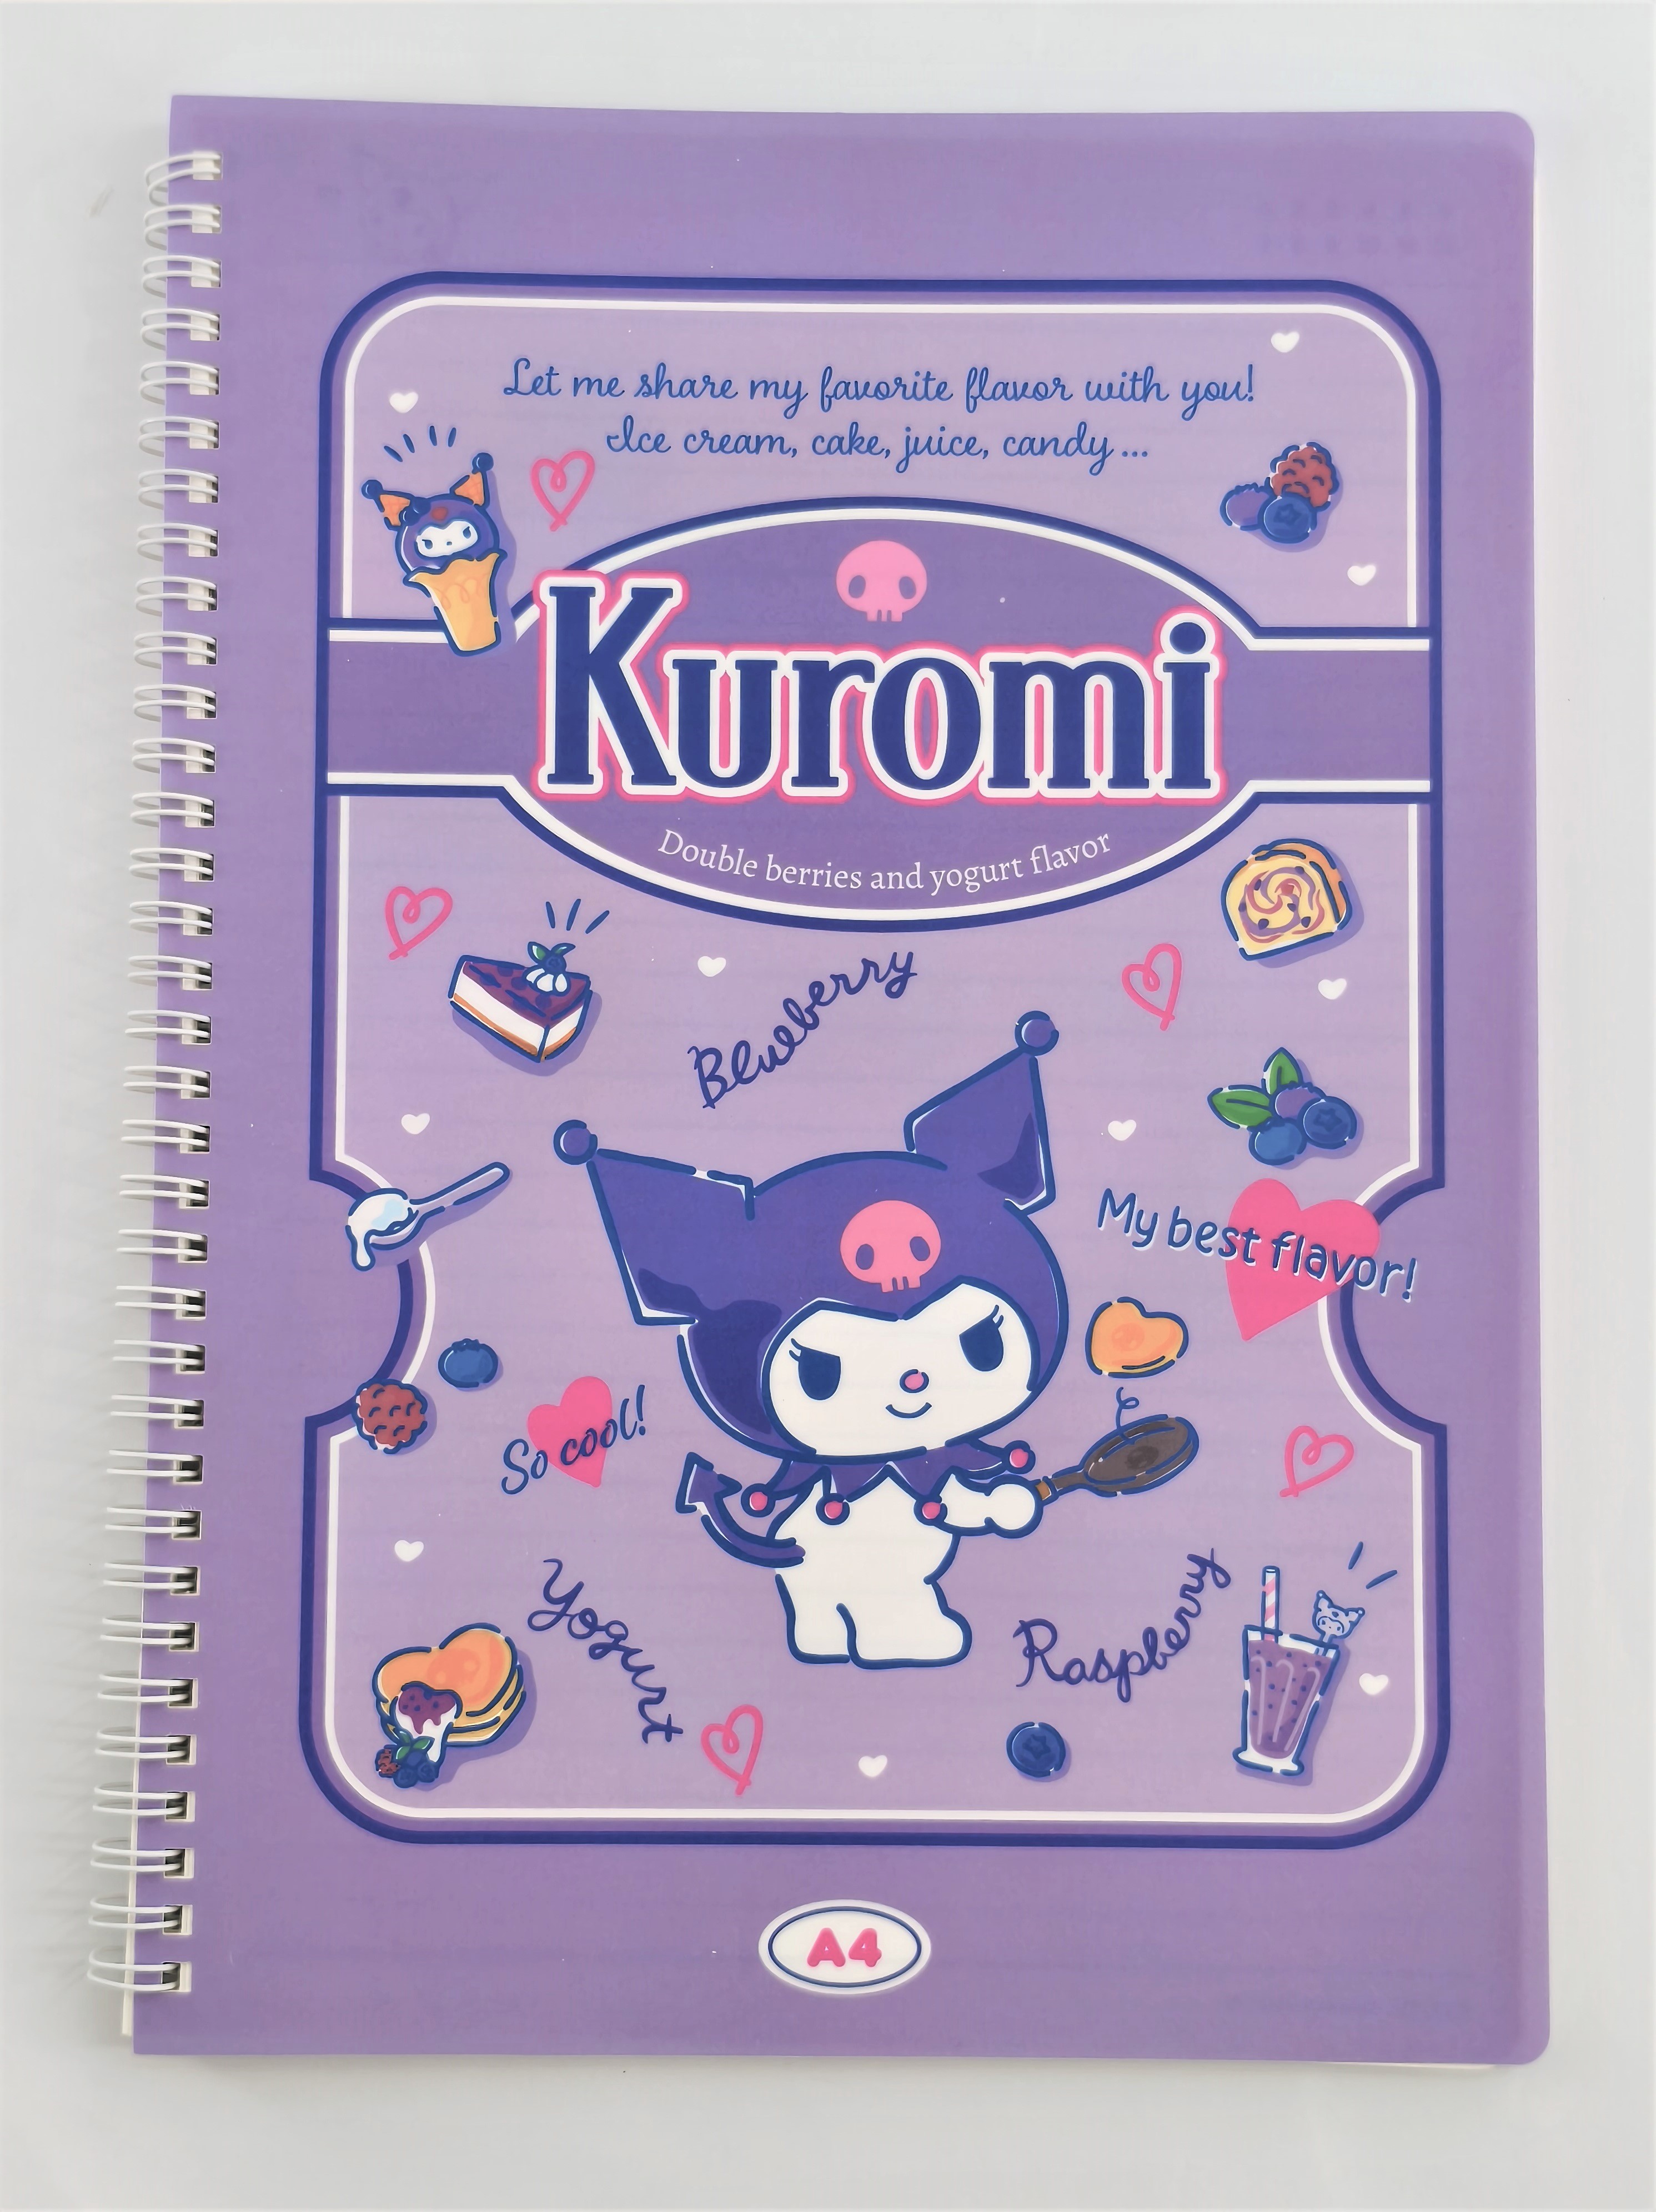 Let me share my favorite flavor with you!
Ice cream, cake, juice, candy...
Kuromi
Double berries and yogurt flavor
Blueberry
My best flavor!
So cool!
Yogurt
Raspberry
A4